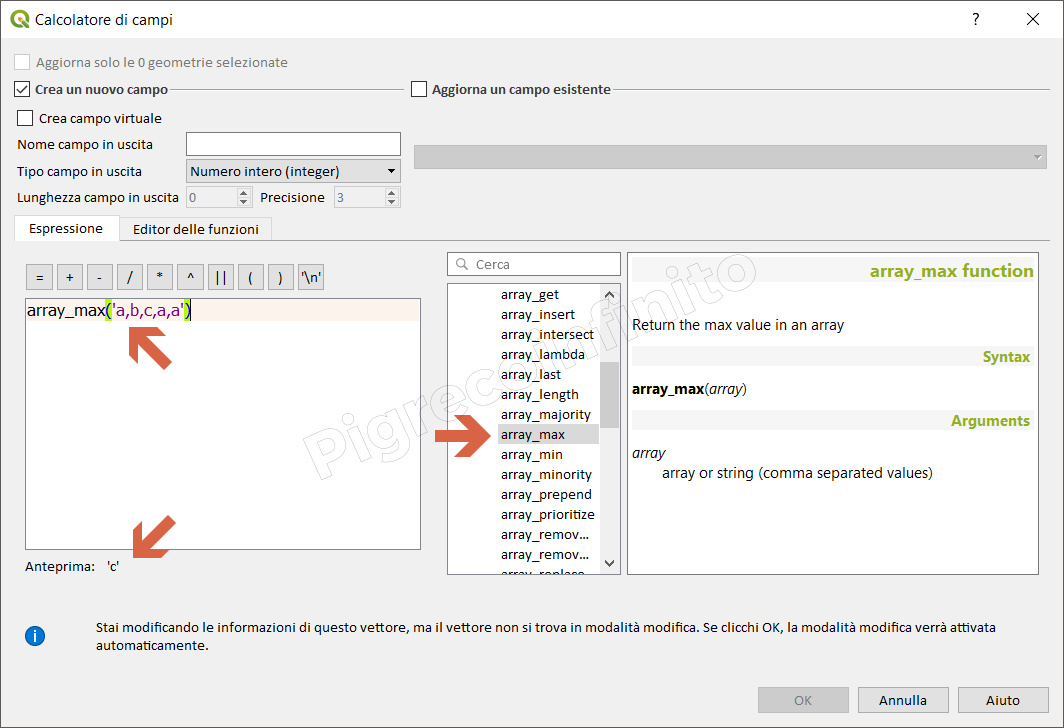 Calcolatore di campi
?
Aggiorna solo le 0 geometrie selezionate
Crea un nuovo campo
Aggiorna un campo esistente
Crea campo virtuale
Nome campo in uscita
Tipo campo in uscita
Numero intero (integer)
Lunghezza campo in uscita
0
Precisione
3
Espressione
Editor delle funzioni
= + - / * ^ || ( ) '\n'
array_max('a,b,c,a,a')
Anteprima: 'c'
Cerca
array_get
array_insert
array_intersect
array_lambda
array_last
array_length
array_majority
array_max
array_min
array_minority
array_prepend
array_prioritize
array_remov...
array_remov...
array_replace
array_max function
Return the max value in an array
Syntax
array_max(array)
Arguments
array
array or string (comma separated values)
Pigrecoinfinito
Stai modificando le informazioni di questo vettore, ma il vettore non si trova in modalità modifica. Se clicchi OK, la modalità modifica verrà attivata
automaticamente.
OK
Annulla
Aiuto